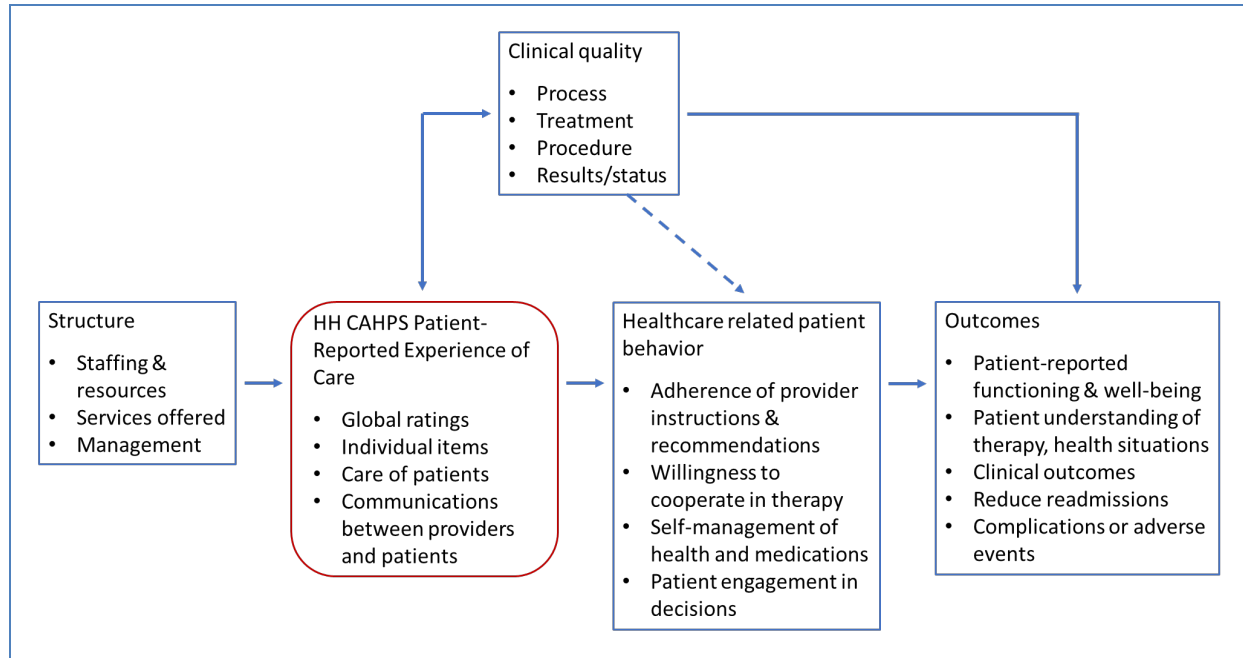 Clinical quality
• Process
• Treatment
• Procedure
• Results/status
Structure
• Staffing &
resources
• Services offered
• Management
HH CAHPS Patient-
Reported Experience of
Care
• Global ratings
• Individual items
• Care of patients
• Communications
between providers
and patients
Healthcare related patient
behavior
• Adherence of provider
instructions &
recommendations
• Willingness to
cooperate in therapy
• Self-management of
health and medications
• Patient engagement in
decisions
Outcomes
• Patient-reported
functioning & well-being
• Patient understanding of
therapy, health situations
• Clinical outcomes
• Reduce readmissions
• Complications or adverse
events